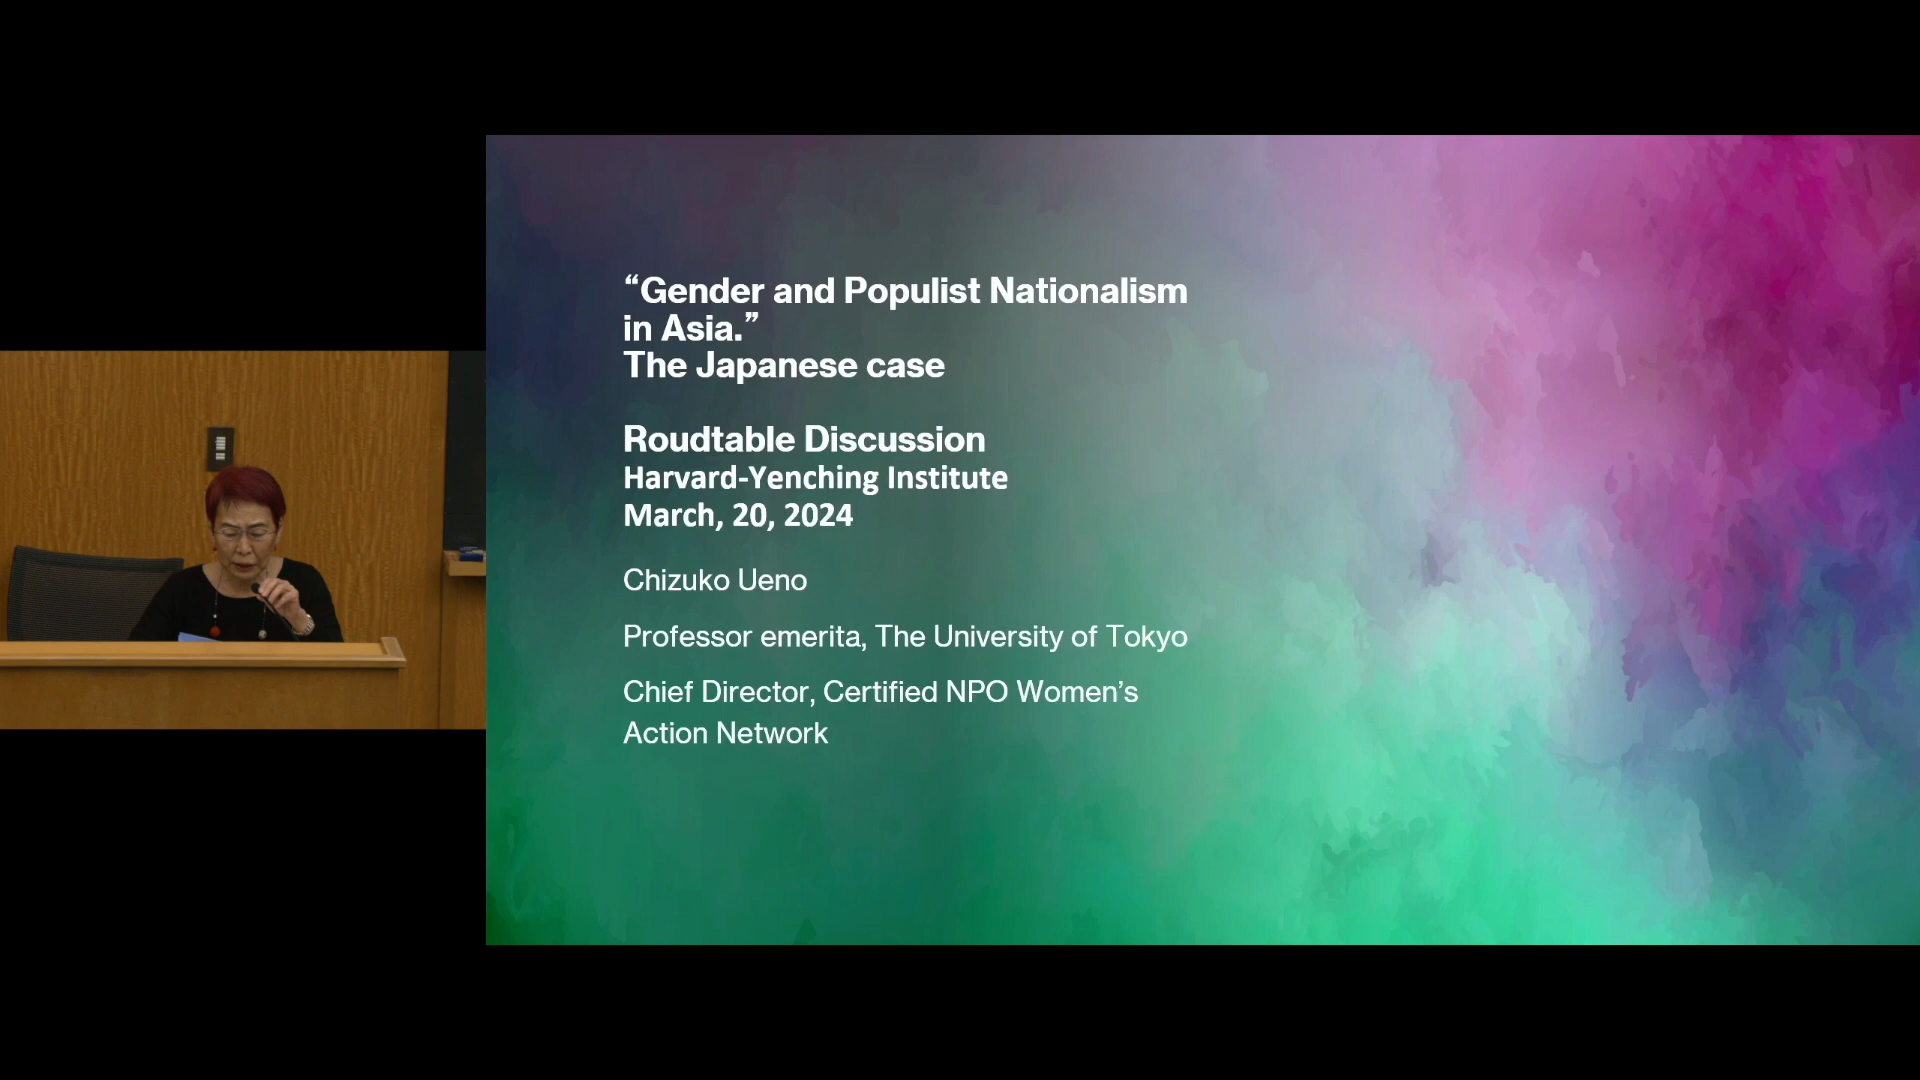 “Gender and Populist Nationalism
in Asia.”
The Japanese case
Roudtable Discussion
Harvard-Yenching Institute
March, 20, 2024
Chizuko Ueno
Professor emerita, The University of Tokyo
Chief Director, Certified NPO Women’s
Action Network